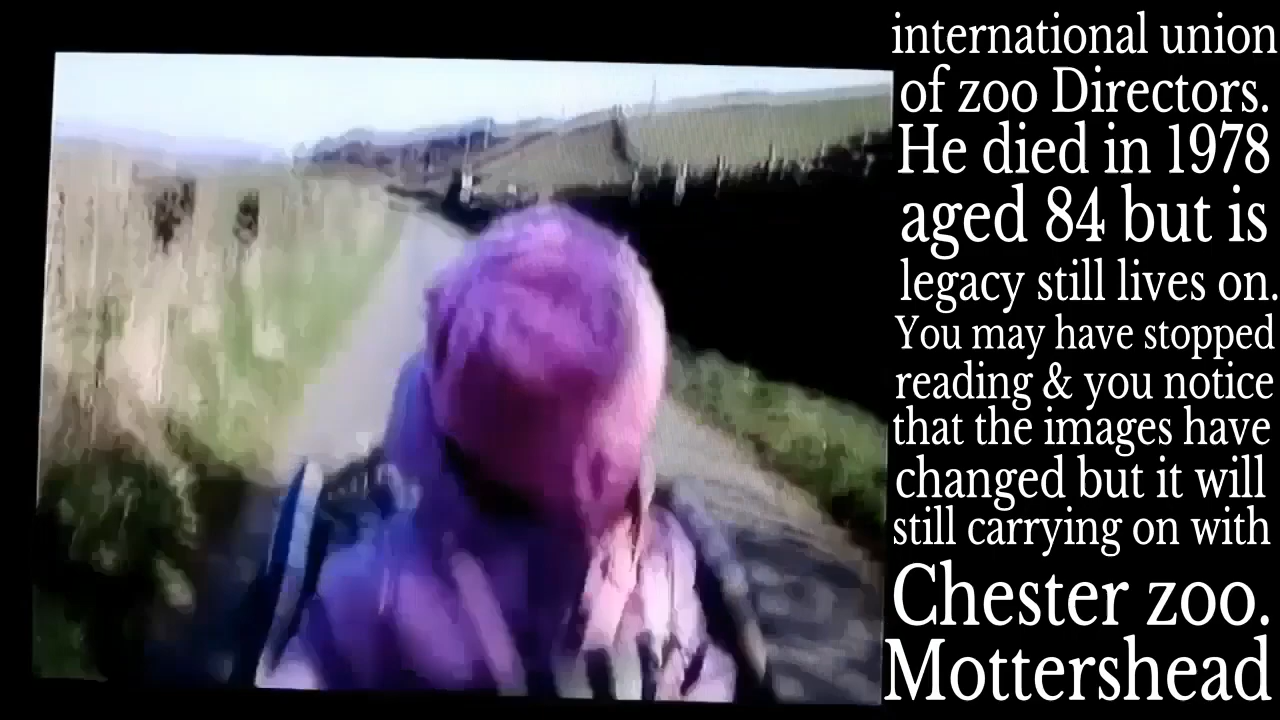 international union
of zoo Directors.
He died in 1978
aged 84 but is
legacy still lives on.
You may have stopped
reading & you notice
that the images have
changed but it will
still carrying on with
Chester zoo.
Mottershead